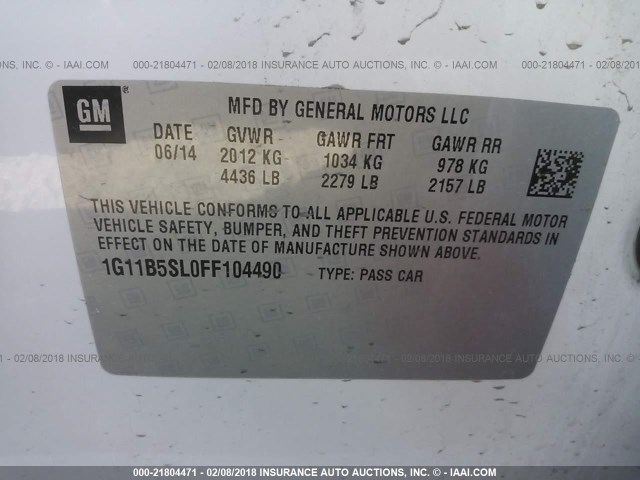 000-21804471 - 02/08/2018 INSURANCE AUTO AUCTIONS, INC. - © IAAI.COM
GM®
MFD BY GENERAL MOTORS LLC
DATE GVWR GAWR FRT GAWR RR
06/14 2012 KG 1034 KG 978 KG
4436 LB 2279 LB 2157 LB
THIS VEHICLE CONFORMS TO ALL APPLICABLE U.S. FEDERAL MOTOR
VEHICLE SAFETY, BUMPER, AND THEFT PREVENTION STANDARDS IN
EFFECT ON THE DATE OF MANUFACTURE SHOWN ABOVE.
1G11B5SL0FF104490 TYPE: PASS CAR
000-21804471 - 02/08/2018 INSURANCE AUTO AUCTIONS, INC. - © IAAI.COM
000-21804471 - 02/08/2018 INSURANCE AUTO AUCTIONS, INC. - © IAAI.COM